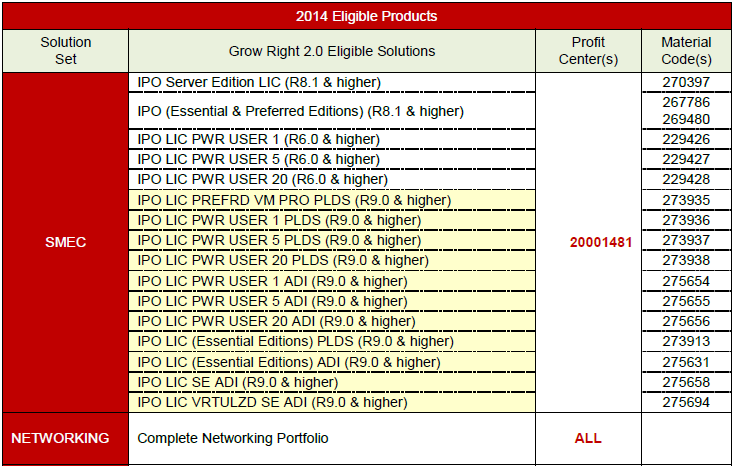 2014 Eligible Products
Solution Set
Grow Right 2.0 Eligible Solutions
Profit Center(s)
Material Code(s)
SMEC
20001481
IPO Server Edition LIC (R8.1 & higher) 270397
IPO (Essential & Preferred Editions) (R8.1 & higher) 267786
269480
IPO LIC PWR USER 1 (R6.0 & higher) 229426
IPO LIC PWR USER 5 (R6.0 & higher) 229427
IPO LIC PWR USER 20 (R6.0 & higher) 229428
IPO LIC PREFRD VM PRO PLDS (R9.0 & higher) 273935
IPO LIC PWR USER 1 PLDS (R9.0 & higher) 273936
IPO LIC PWR USER 5 PLDS (R9.0 & higher) 273937
IPO LIC PWR USER 20 PLDS (R9.0 & higher) 273938
IPO LIC PWR USER 1 ADI (R9.0 & higher) 275654
IPO LIC PWR USER 5 ADI (R9.0 & higher) 275655
IPO LIC PWR USER 20 ADI (R9.0 & higher) 275656
IPO LIC (Essential Editions) PLDS (R9.0 & higher) 273913
IPO LIC (Essential Editions) ADI (R9.0 & higher) 275631
IPO LIC SE ADI (R9.0 & higher) 275658
IPO LIC VRTULZD SE ADI (R9.0 & higher) 275694
NETWORKING Complete Networking Portfolio ALL